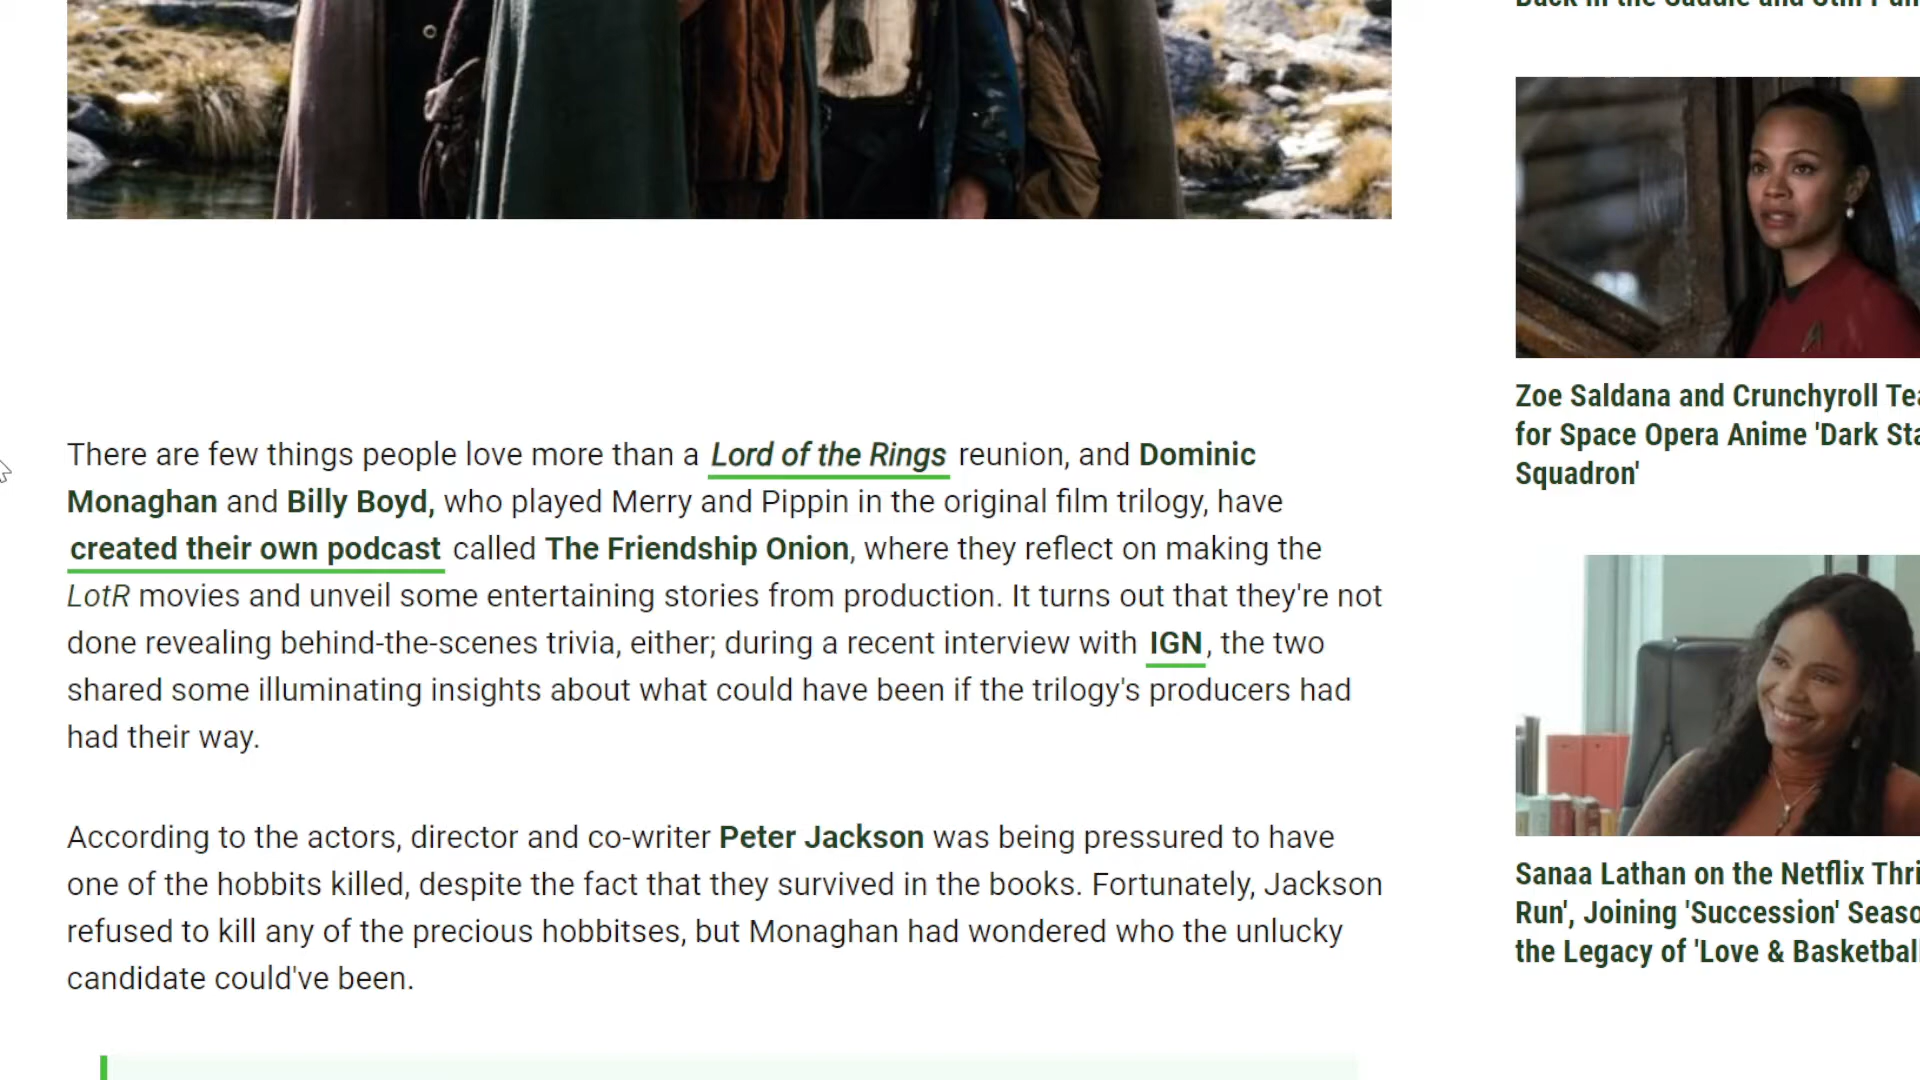 There are few things people love more than a Lord of the Rings reunion, and Dominic
Monaghan and Billy Boyd, who played Merry and Pippin in the original film trilogy, have
created their own podcast called The Friendship Onion, where they reflect on making the
LotR movies and unveil some entertaining stories from production. It turns out that they're not
done revealing behind-the-scenes trivia, either; during a recent interview with IGN, the two
shared some illuminating insights about what could have been if the trilogy's producers had
had their way.
According to the actors, director and co-writer Peter Jackson was being pressured to have
one of the hobbits killed, despite the fact that they survived in the books. Fortunately, Jackson
refused to kill any of the precious hobbitses, but Monaghan had wondered who the unlucky
candidate could've been.
Back in the Saddle and Still
Zoe Saldana and Crunchyroll
for Space Opera Anime 'Dark
Squadron'
Sanaa Lathan on the Netflix
Run', Joining 'Succession'
the Legacy of 'Love &